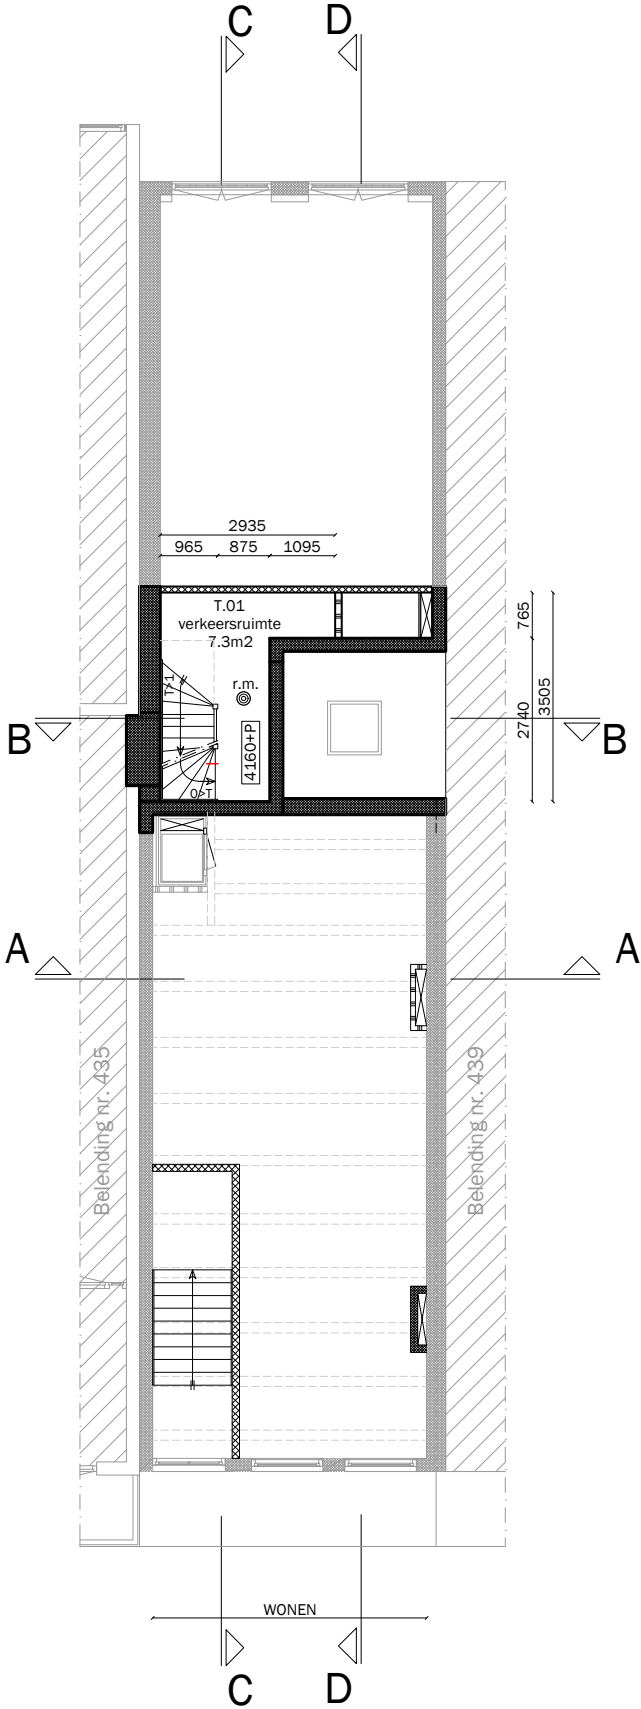 C D
2935
965 875 1095
T.01
verkeersruimte
7.3m2
765
3505
2740
T>1
r.m.
4160+P
0>T
B B
A A
Belending nr. 435
Belending nr. 439
WONEN
C D